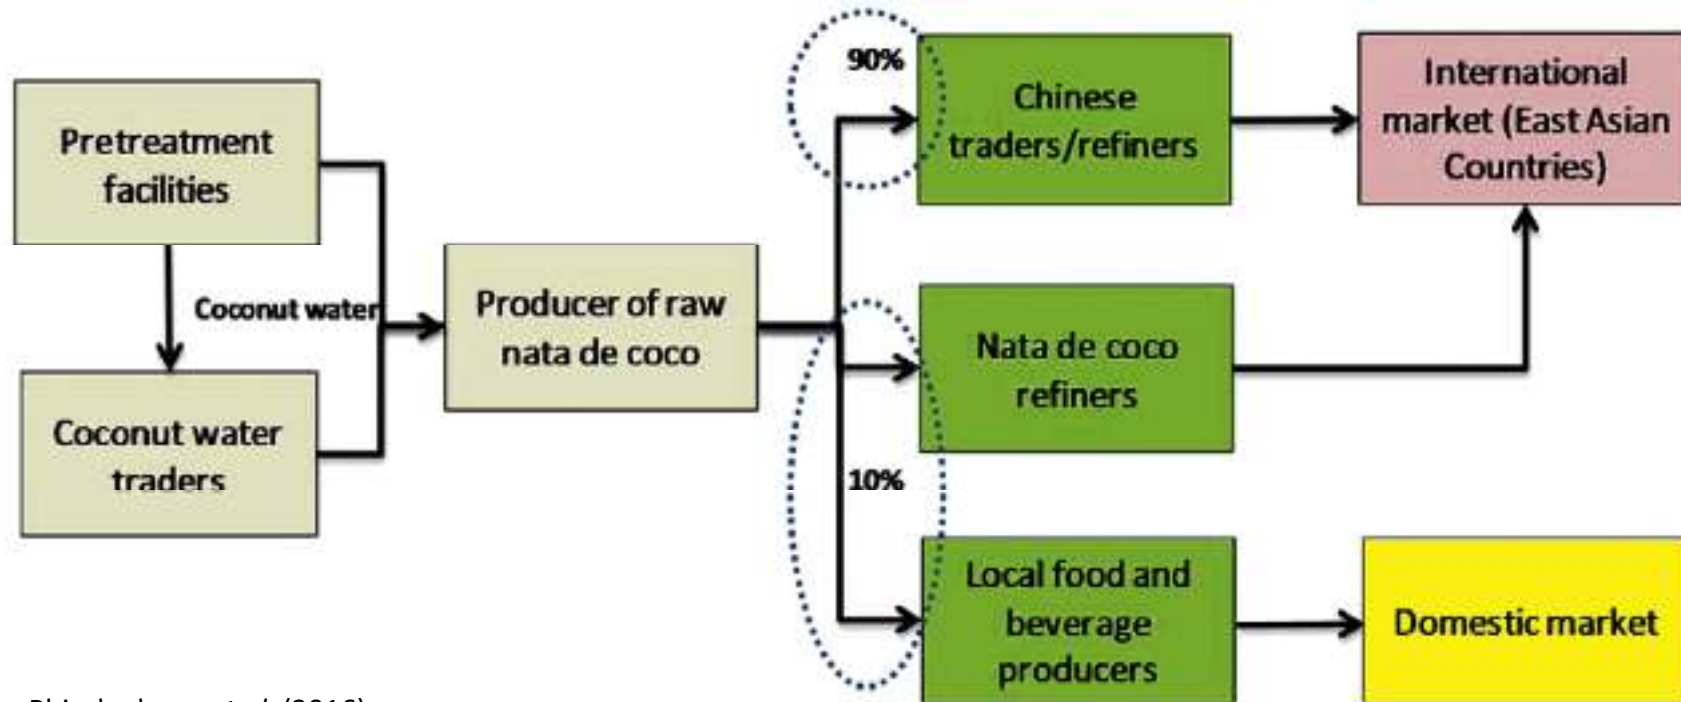 Pretreatment
facilities
Coconut water
Coconut water
traders
Producer of raw
nata de coco
90%
Chinese
traders/refiners
International
market (East Asian
Countries)
Nata de coco
refiners
10%
Local food and
beverage
producers
Domestic market
(2016)